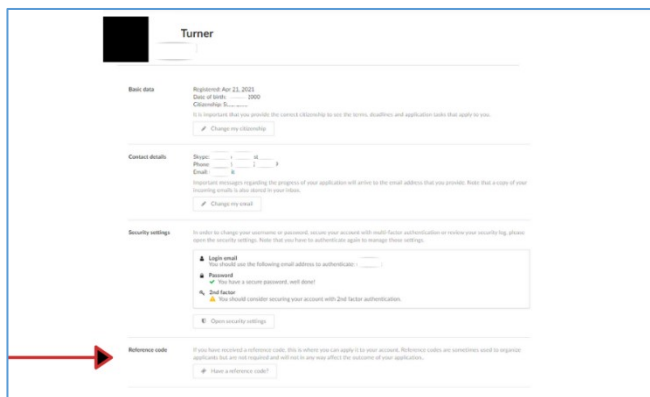 Turner
Basic data
Registered: Apr 21, 2021
Date of birth: 2000
Citizenship: S
It is important that you provide the correct citizenship to see the terms, deadlines and application tasks that apply to you.
Change my citizenship
Contact details
Skype:
Phone:
Email:
Important messages regarding the progress of your application will arrive to the email address that you provide. Note that a copy of your
incoming emails is also stored in your inbox.
Change my email
Security settings
In order to change your username or password, secure your account with multi-factor authentication or review your security log, please
open the security settings. Note that you have to authenticate again to manage these settings.
Login email
You should use the following email address to authenticate:
Password
You have a secure password, well done!
2nd factor
You should consider securing your account with 2nd factor authentication.
Open security settings
Reference code
If you have received a reference code, this is where you can apply it to your account. Reference codes are sometimes used to organize
applicants but are not required and will not in any way affect the outcome of your application.
Have a reference code?